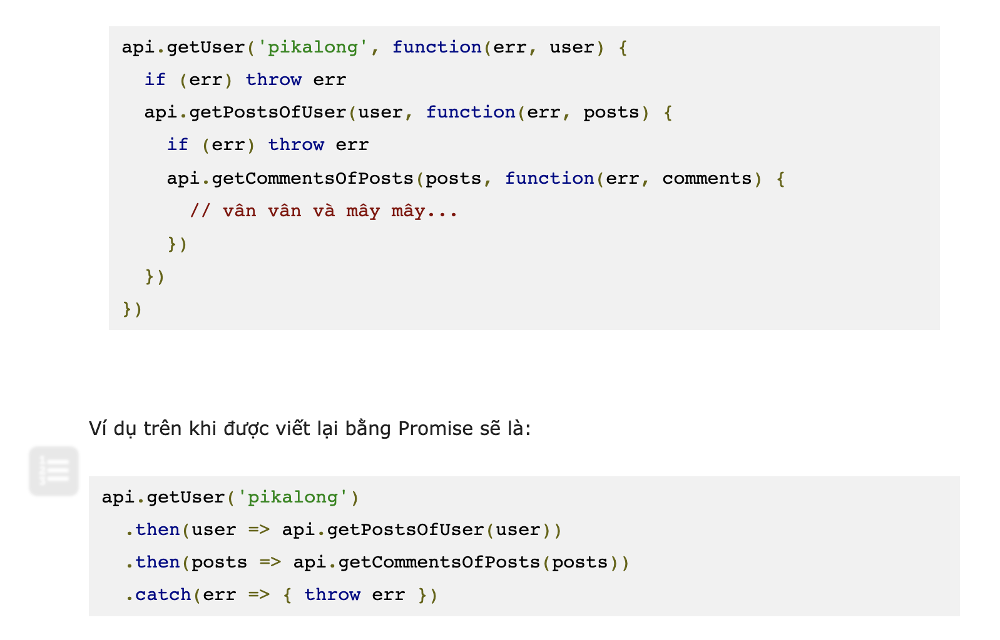 api.getUser('pikalong', function(err, user) {
  if (err) throw err
  api.getPostsOfUser(user, function(err, posts) {
    if (err) throw err
    api.getCommentsOfPosts(posts, function(err, comments) {
      // vân vân và mây mây...
    })
  })
})
Ví dụ trên khi được viết lại bằng Promise sẽ là:
api.getUser('pikalong')
  .then(user => api.getPostsOfUser(user))
  .then(posts => api.getCommentsOfPosts(posts))
  .catch(err => { throw err })